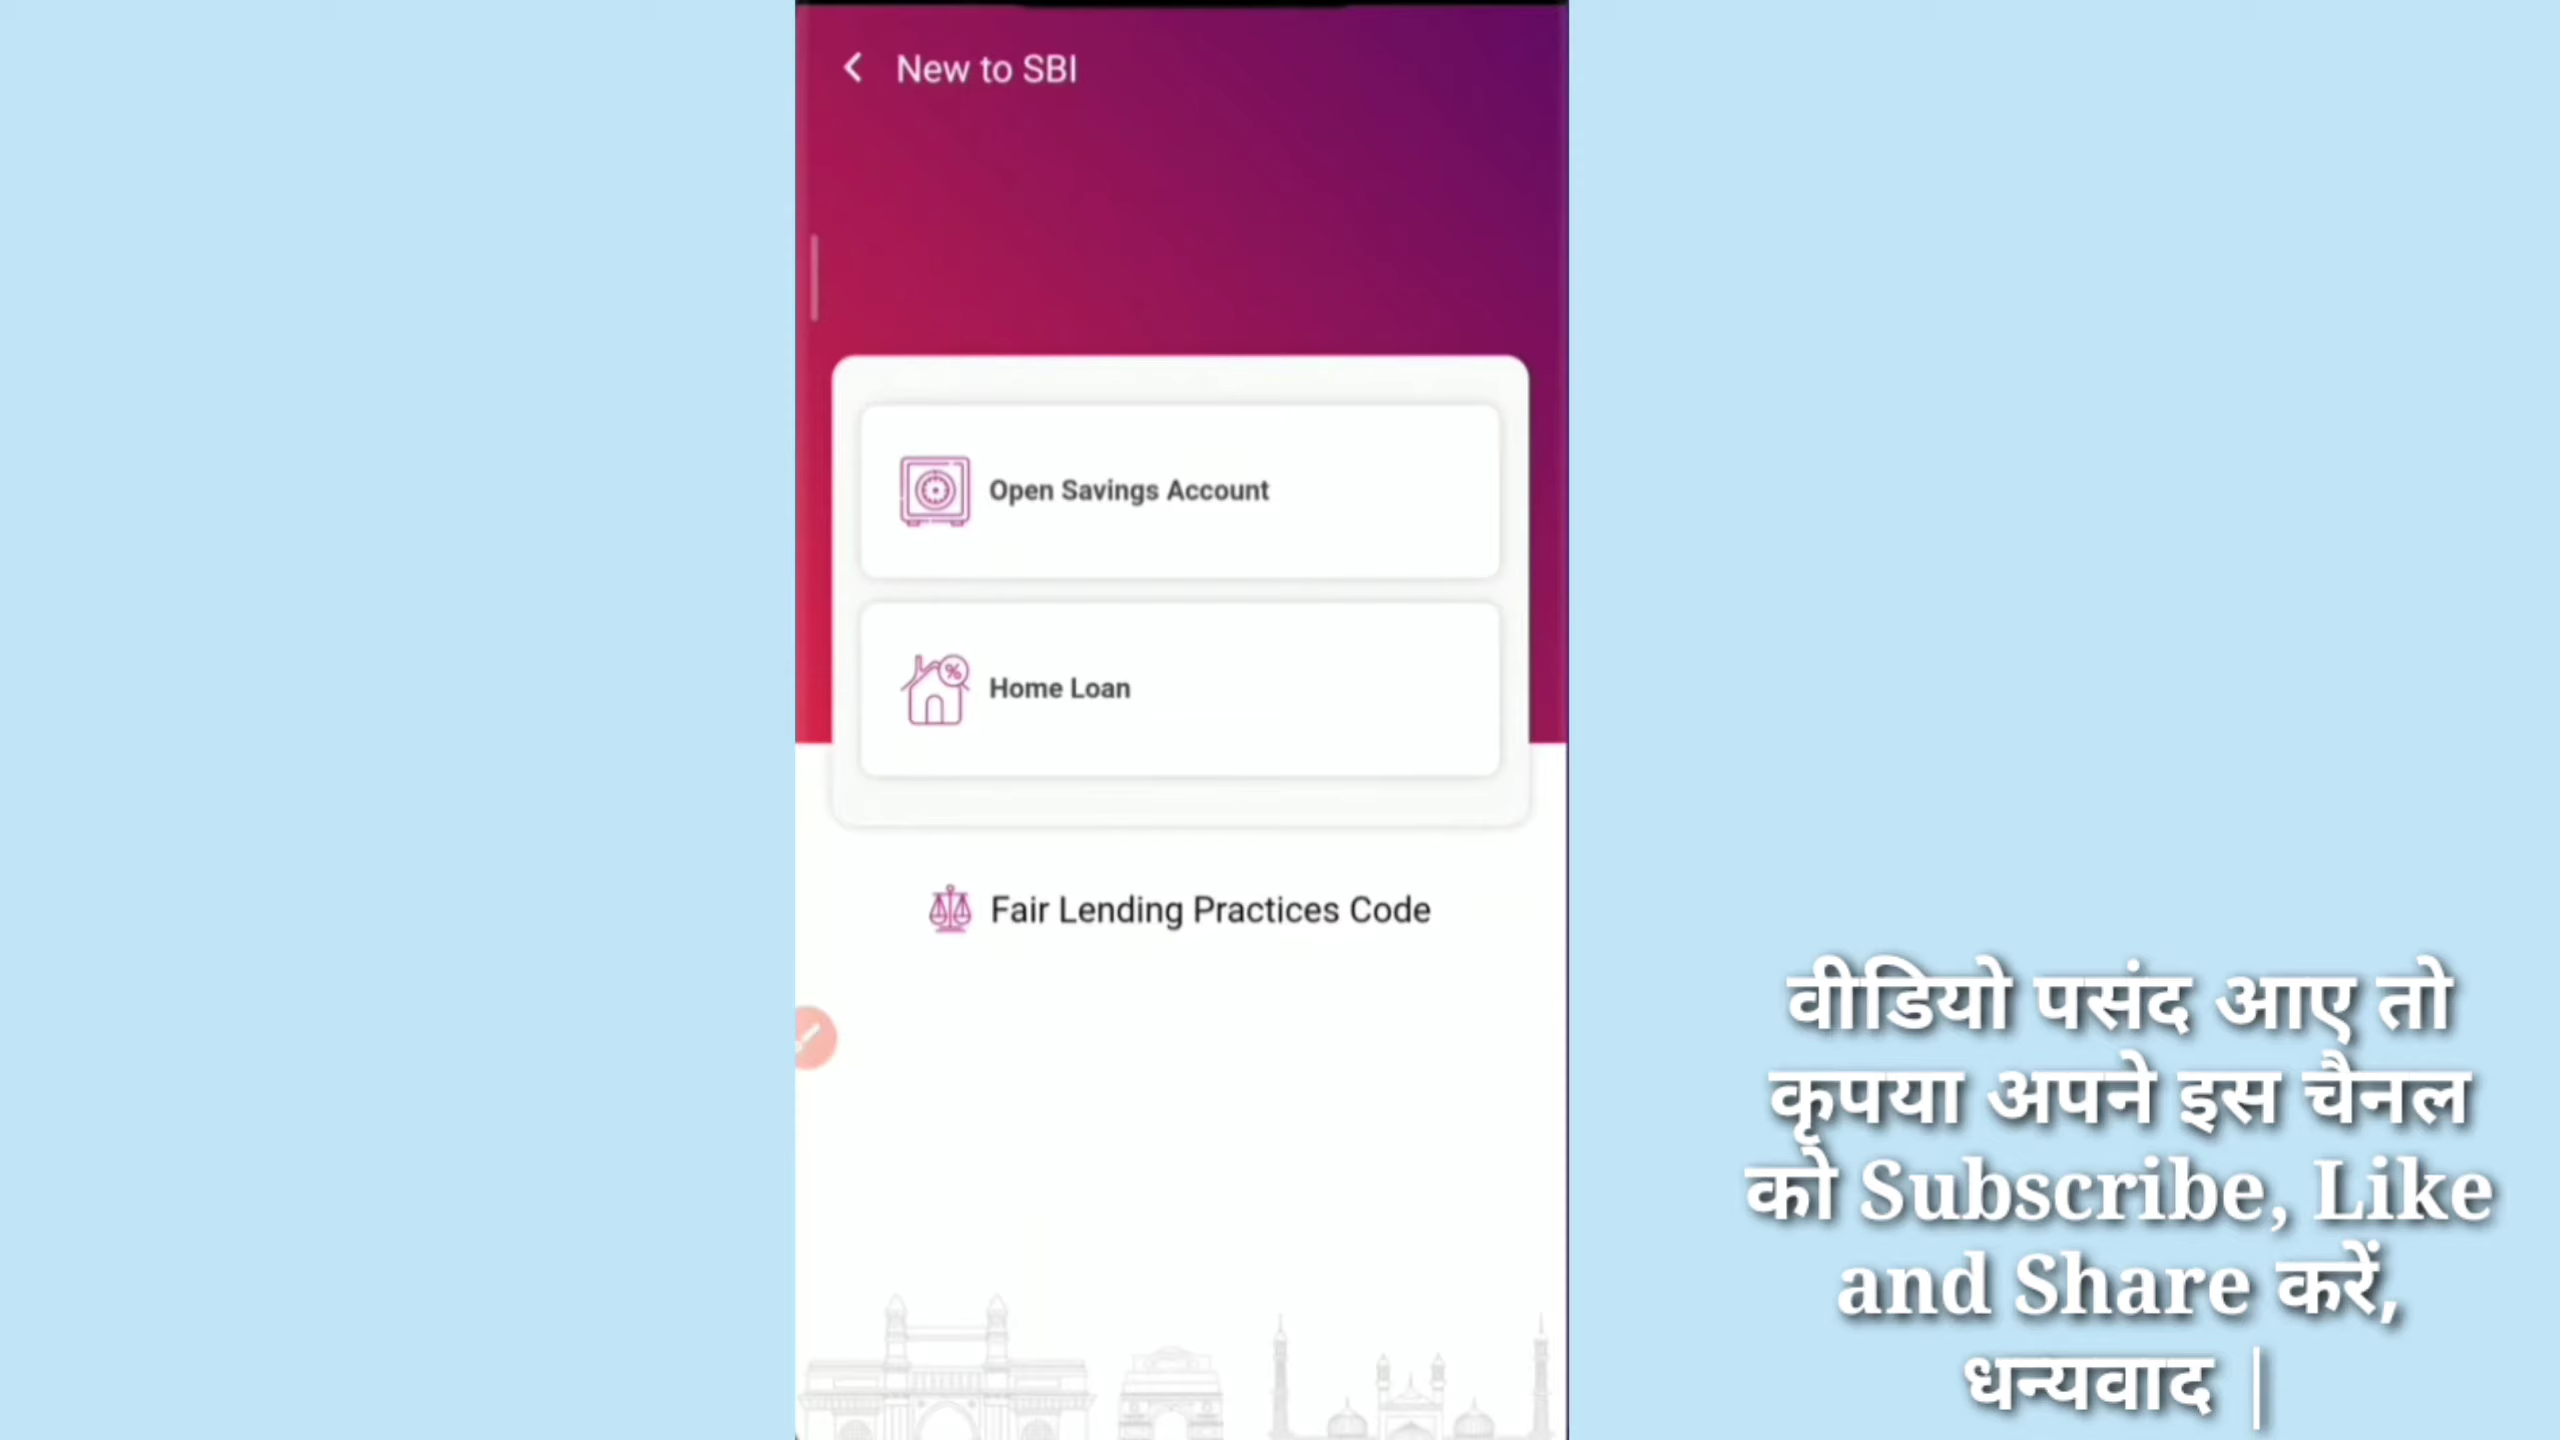 New to SBI
Open Savings Account
%
Home Loan
Fair Lending Practices Code
वीडियो पसंद आए तो
कृपया अपने इस चैनल
को Subscribe, Like
and Share करें,
धन्यवाद |